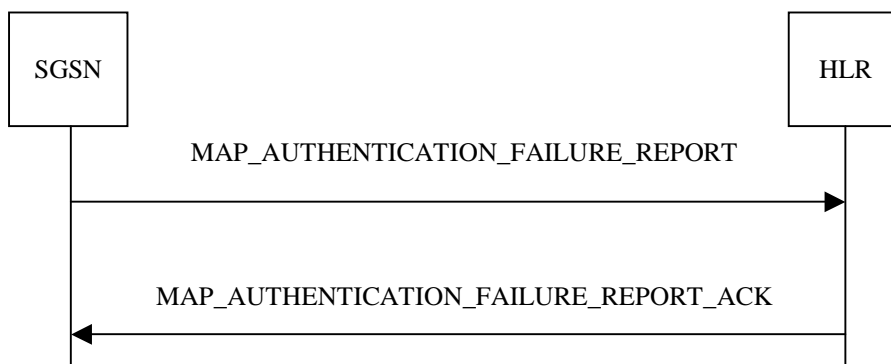 SGSN
HLR
MAP_AUTHENTICATION_FAILURE_REPORT
MAP_AUTHENTICATION_FAILURE_REPORT_ACK